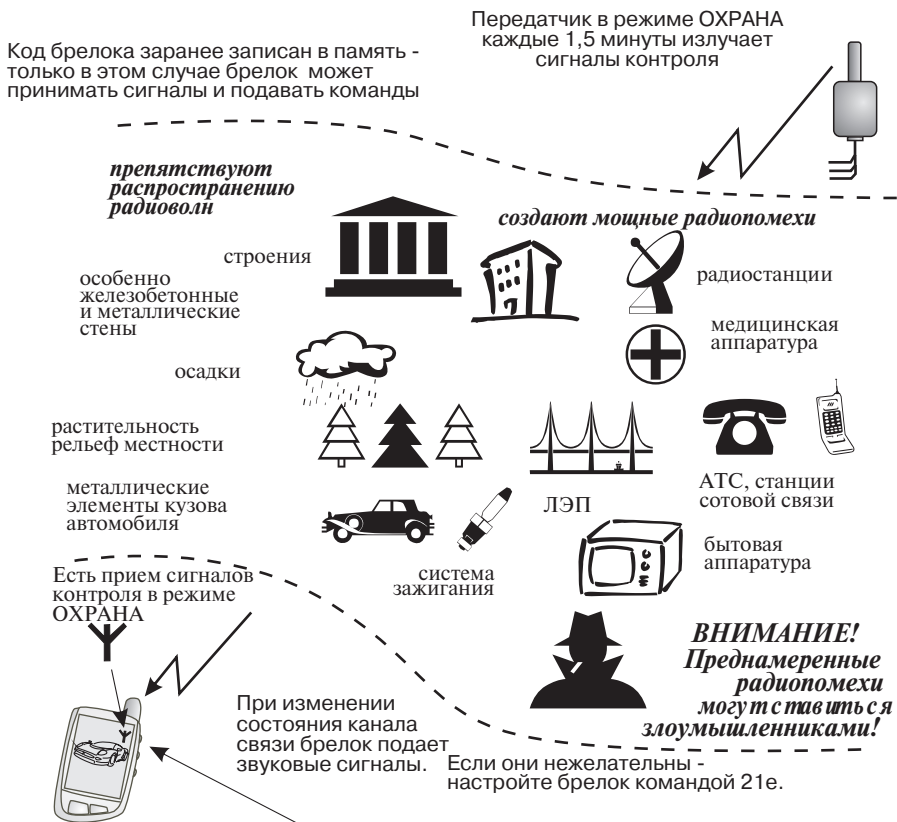 Код брелока заранее записан в память -
только в этом случае брелок может
принимать сигналы и подавать команды
Передатчик в режиме ОХРАНА
каждые 1,5 минуты излучает
сигналы контроля
препятствуют
распространению
радиоволн
создают мощные радиопомехи
строения
особенно
железобетонные
и металлические
стены
радиостанции
медицинская
аппаратура
осадки
растительность
рельеф местности
АТС, станции
сотовой связи
металлические
элементы кузова
автомобиля
ЛЭП
система
зажигания
бытовая
аппаратура
Есть прием сигналов
контроля в режиме
ОХРАНА
ВНИМАНИЕ!
Преднамеренные
радиопомехи
могут ставиться
злоумышленниками!
При изменении
состояния канала
связи брелок подает
звуковые сигналы.
Если они нежелательны -
настройте брелок командой 21е.